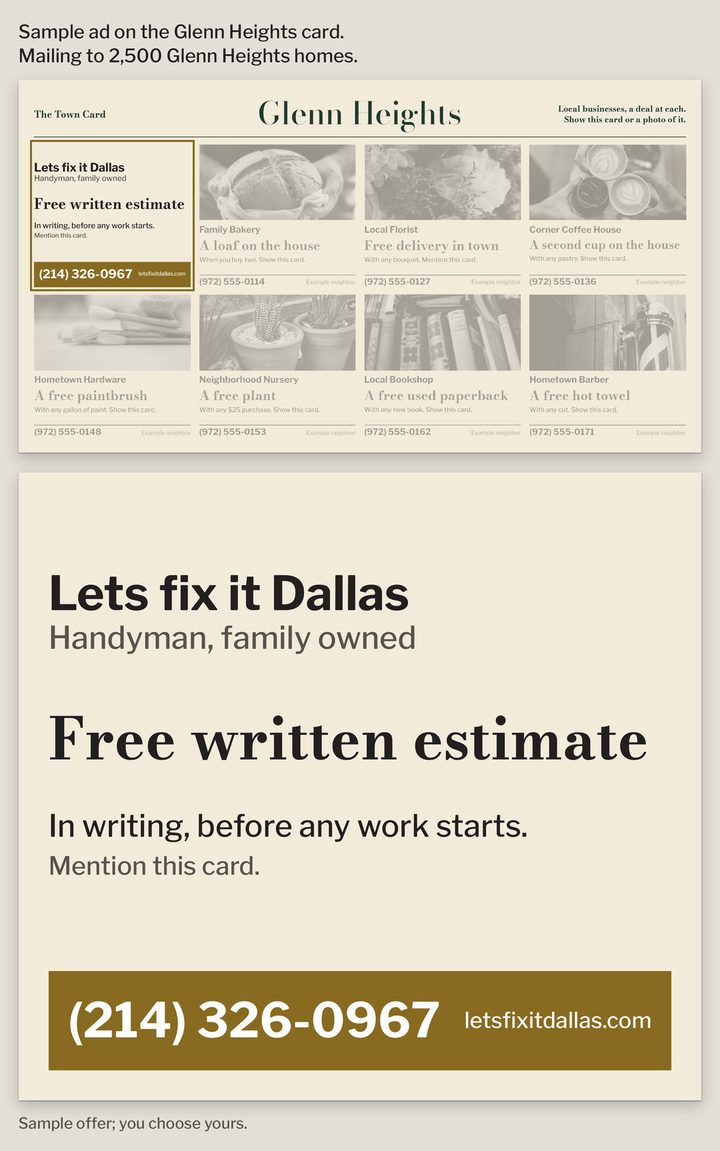 Sample ad on the Glenn Heights card.
Mailing to 2,500 Glenn Heights homes.
The Town Card
Glenn Heights
Local businesses, a deal at each.
Show this card or a photo of it.
Lets fix it Dallas
Handyman, family owned
Free written estimate
In writing, before any work starts.
Mention this card.
(214) 326-0967 letsfixitdallas.com
Family Bakery
A loaf on the house
When you buy two. Show this card.
(972) 555-0114 Example neighbor
Local Florist
Free delivery in town
With any bouquet. Mention this card.
(972) 555-0127 Example neighbor
Corner Coffee House
A second cup on the house
With any pastry. Show this card.
(972) 555-0136 Example neighbor
Hometown Hardware
A free paintbrush
With any gallon of paint. Show this card.
(972) 555-0148 Example neighbor
Neighborhood Nursery
A free plant
With any $25 purchase. Show this card.
(972) 555-0153 Example neighbor
Local Bookshop
A free used paperback
With any new book. Show this card.
(972) 555-0162 Example neighbor
Hometown Barber
A free hot towel
With any cut. Show this card.
(972) 555-0171 Example neighbor
Lets fix it Dallas
Handyman, family owned
Free written estimate
In writing, before any work starts.
Mention this card.
(214) 326-0967 letsfixitdallas.com
Sample offer; you choose yours.